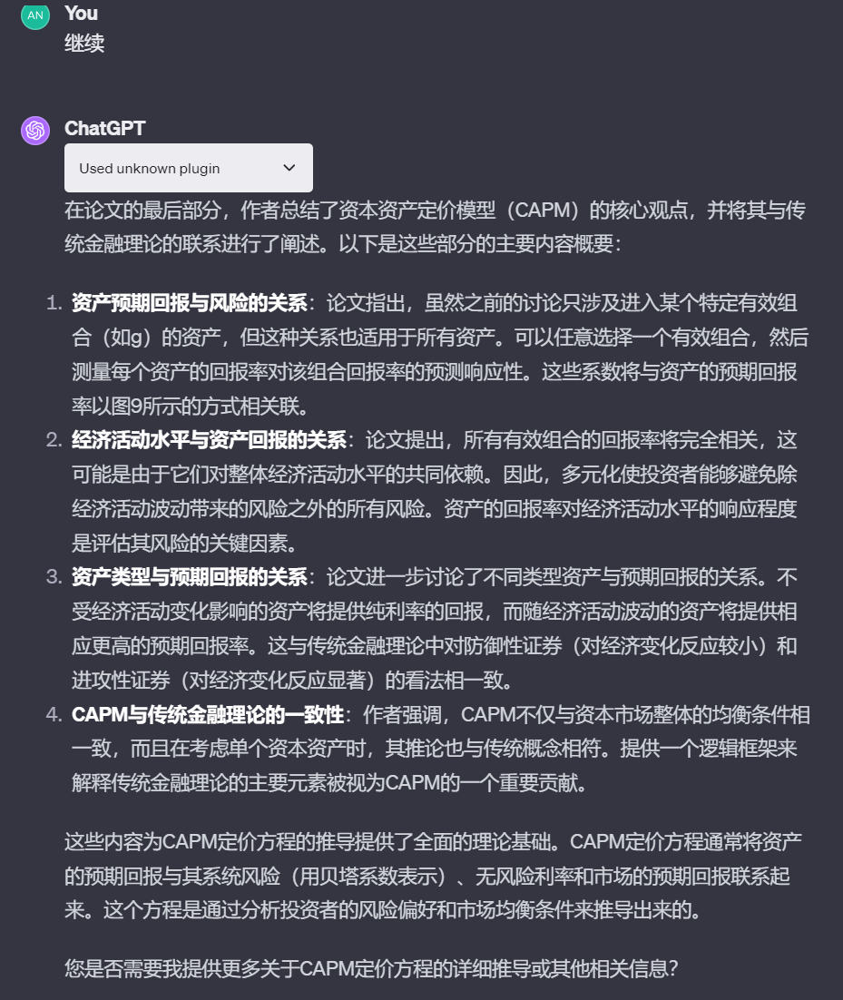 AN
You
继续
ChatGPT
Used unknown plugin
在论文的最后部分，作者总结了资本资产定价模型（CAPM）的核心观点，并将其与传
统金融理论的联系进行了阐述。以下是这些部分的主要内容概要：
1. 资产预期回报与风险的关系：论文指出，虽然之前的讨论只涉及进入某个特定有效组
合（如g）的资产，但这种关系也适用于所有资产。可以任意选择一个有效组合，然后
测量每个资产的回报率对该组合回报率的预测响应性。这些系数将与资产的预期回报
率以图9所示的方式相关联。
2. 经济活动水平与资产回报的关系：论文提出，所有有效组合的回报率将完全相关，这
可能是由于它们对整体经济活动水平的共同依赖。因此，多元化使投资者能够避免除
经济活动波动带来的风险之外的所有风险。资产的回报率对经济活动水平的响应程度
是评估其风险的关键因素。
3. 资产类型与预期回报的关系：论文进一步讨论了不同类型资产与预期回报的关系。不
受经济活动变化影响的资产将提供纯利率的回报，而随经济活动波动的资产将提供相
应更高的预期回报率。这与传统金融理论中对防御性证券（对经济变化反应较小）和
进攻性证券（对经济变化反应显著）的看法相一致。
4. CAPM与传统金融理论的一致性：作者强调，CAPM不仅与资本市场整体的均衡条件相
一致，而且在考虑单个资本资产时，其推论也与传统概念相符。提供一个逻辑框架来
解释传统金融理论的主要元素被视为CAPM的一个重要贡献。
这些内容为CAPM定价方程的推导提供了全面的理论基础。CAPM定价方程通常将资产
的预期回报与其系统风险（用贝塔系数表示）、无风险利率和市场的预期回报联系起
来。这个方程是通过分析投资者的风险偏好和市场均衡条件来推导出来的。
您是否需要我提供更多关于CAPM定价方程的详细推导或其他相关信息？